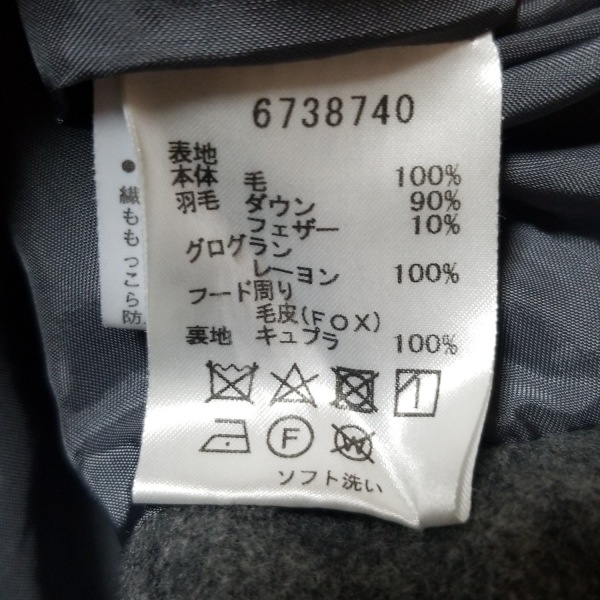 6738740
表地
本体 毛 100%
羽毛 ダウン 90%
フェザー 10%
グログラン
レーヨン 100%
フード周り
毛皮(FOX)
裏地 キュプラ 100%
F W
ソフト洗い
● 繊
もも
っこ
ら防